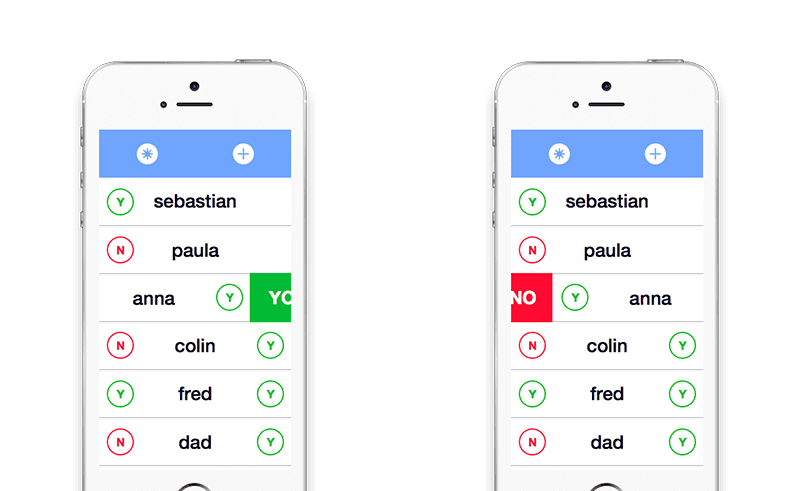 Y sebastian
N paula
anna Y YO
N colin Y
Y fred Y
N dad Y
Y sebastian
N paula
NO Y anna
N colin Y
Y fred Y
N dad Y